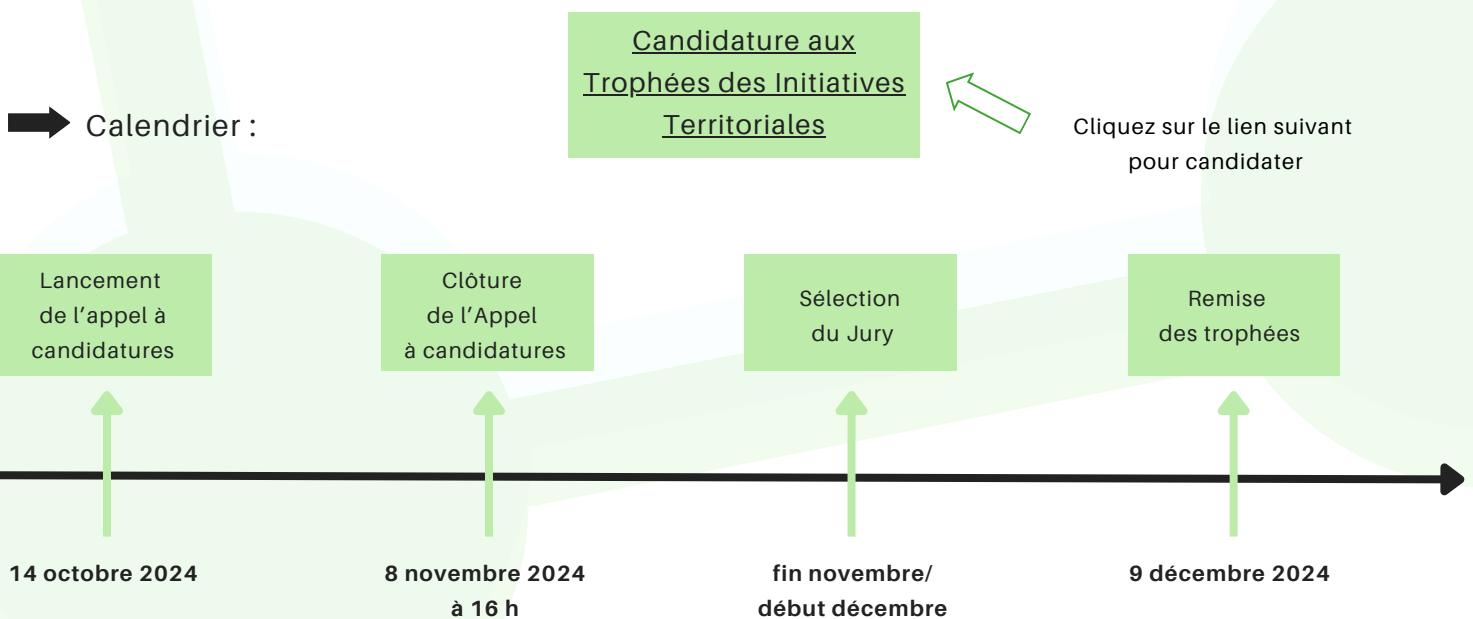 Candidature aux
Trophées des Initiatives
Territoriales
Calendrier :
Cliquez sur le lien suivant
pour candidater
Lancement
de l’appel à
candidatures
Clôture
de l’Appel
à candidatures
Sélection
du Jury
Remise
des trophées
14 octobre 2024
8 novembre 2024
à 16 h
fin novembre/
début décembre
9 décembre 2024